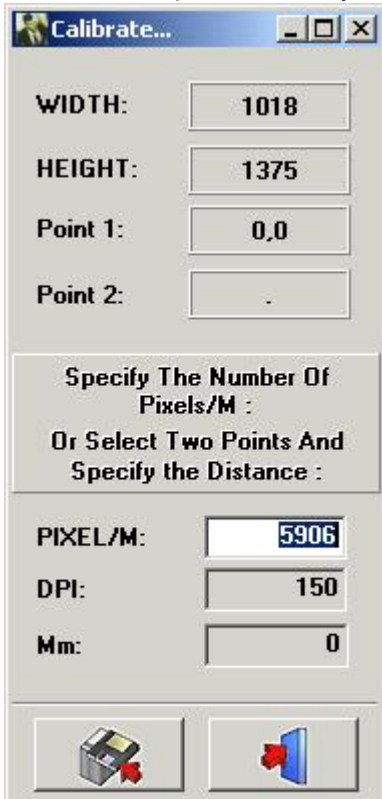 Calibrate...
WIDTH: 1018
HEIGHT: 1375
Point 1: 0,0
Point 2: .
Specify The Number Of
Pixels/M :
Or Select Two Points And
Specify the Distance :
PIXEL/M: 5906
DPI: 150
Mm: 0